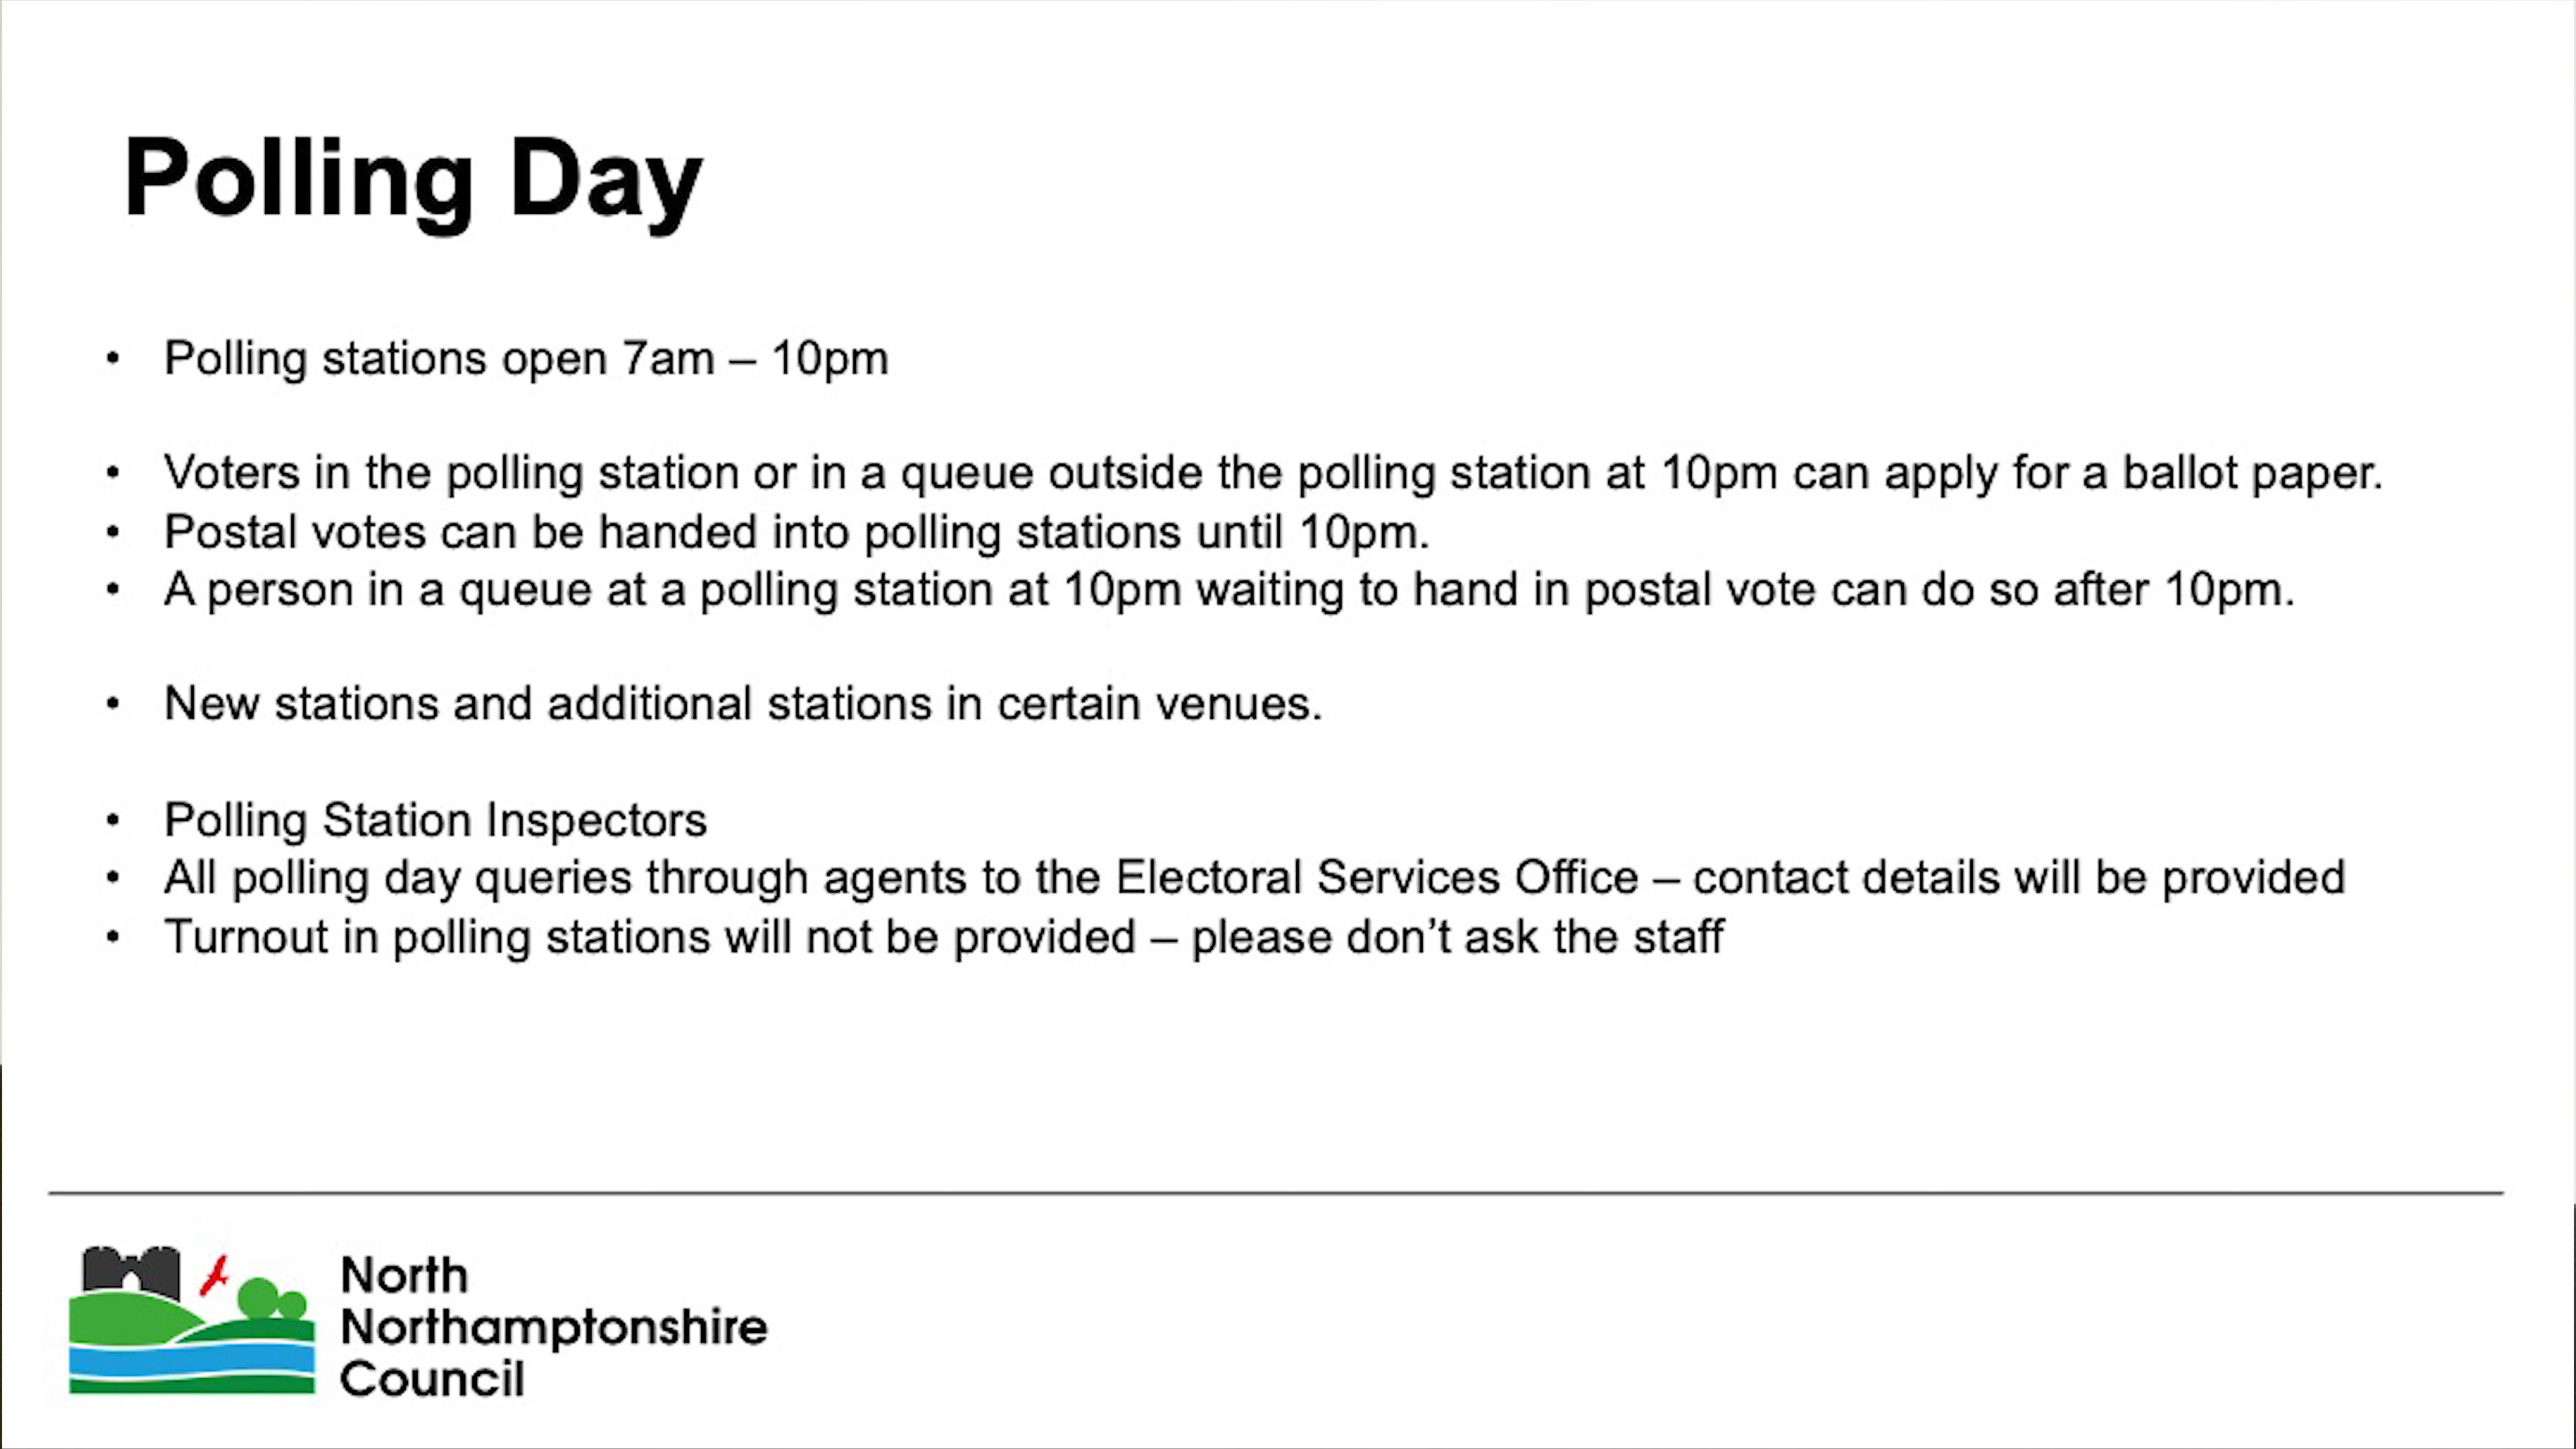 Polling Day
• Polling stations open 7am – 10pm
• Voters in the polling station or in a queue outside the polling station at 10pm can apply for a ballot paper.
• Postal votes can be handed into polling stations until 10pm.
• A person in a queue at a polling station at 10pm waiting to hand in postal vote can do so after 10pm.
• New stations and additional stations in certain venues.
• Polling Station Inspectors
• All polling day queries through agents to the Electoral Services Office – contact details will be provided
• Turnout in polling stations will not be provided – please don’t ask the staff
North
Northamptonshire
Council